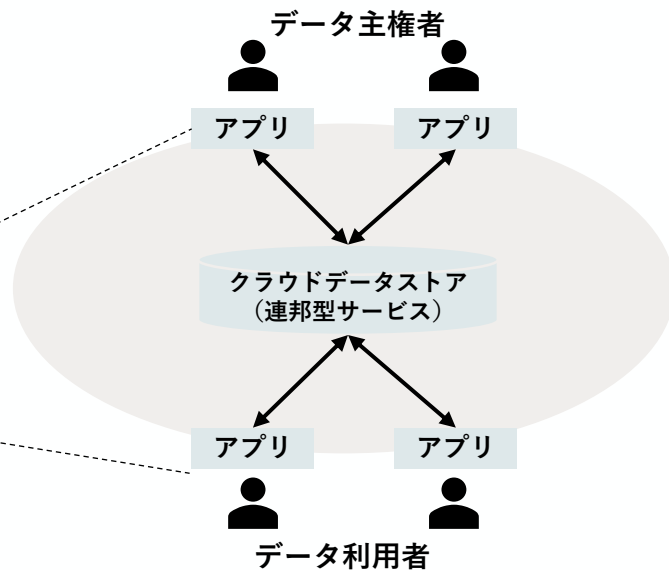 データ主権者
アプリ
アプリ
クラウドデータストア
（連邦型サービス）
アプリ
アプリ
データ利用者